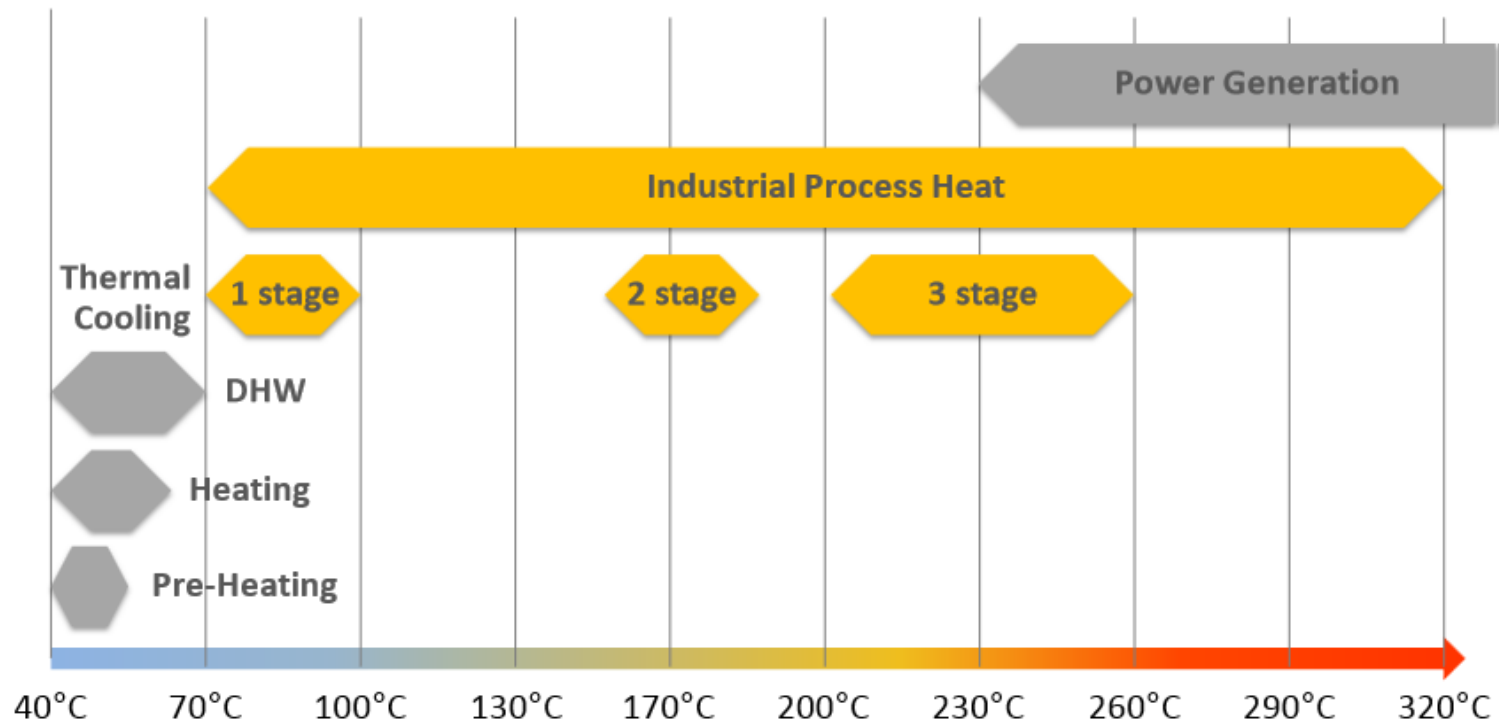 Power Generation
Industrial Process Heat
Thermal
Cooling
1 stage
2 stage
3 stage
DHW
Heating
Pre-Heating
40°C
70°C
100°C
130°C
170°C
200°C
230°C
260°C
290°C
320°C